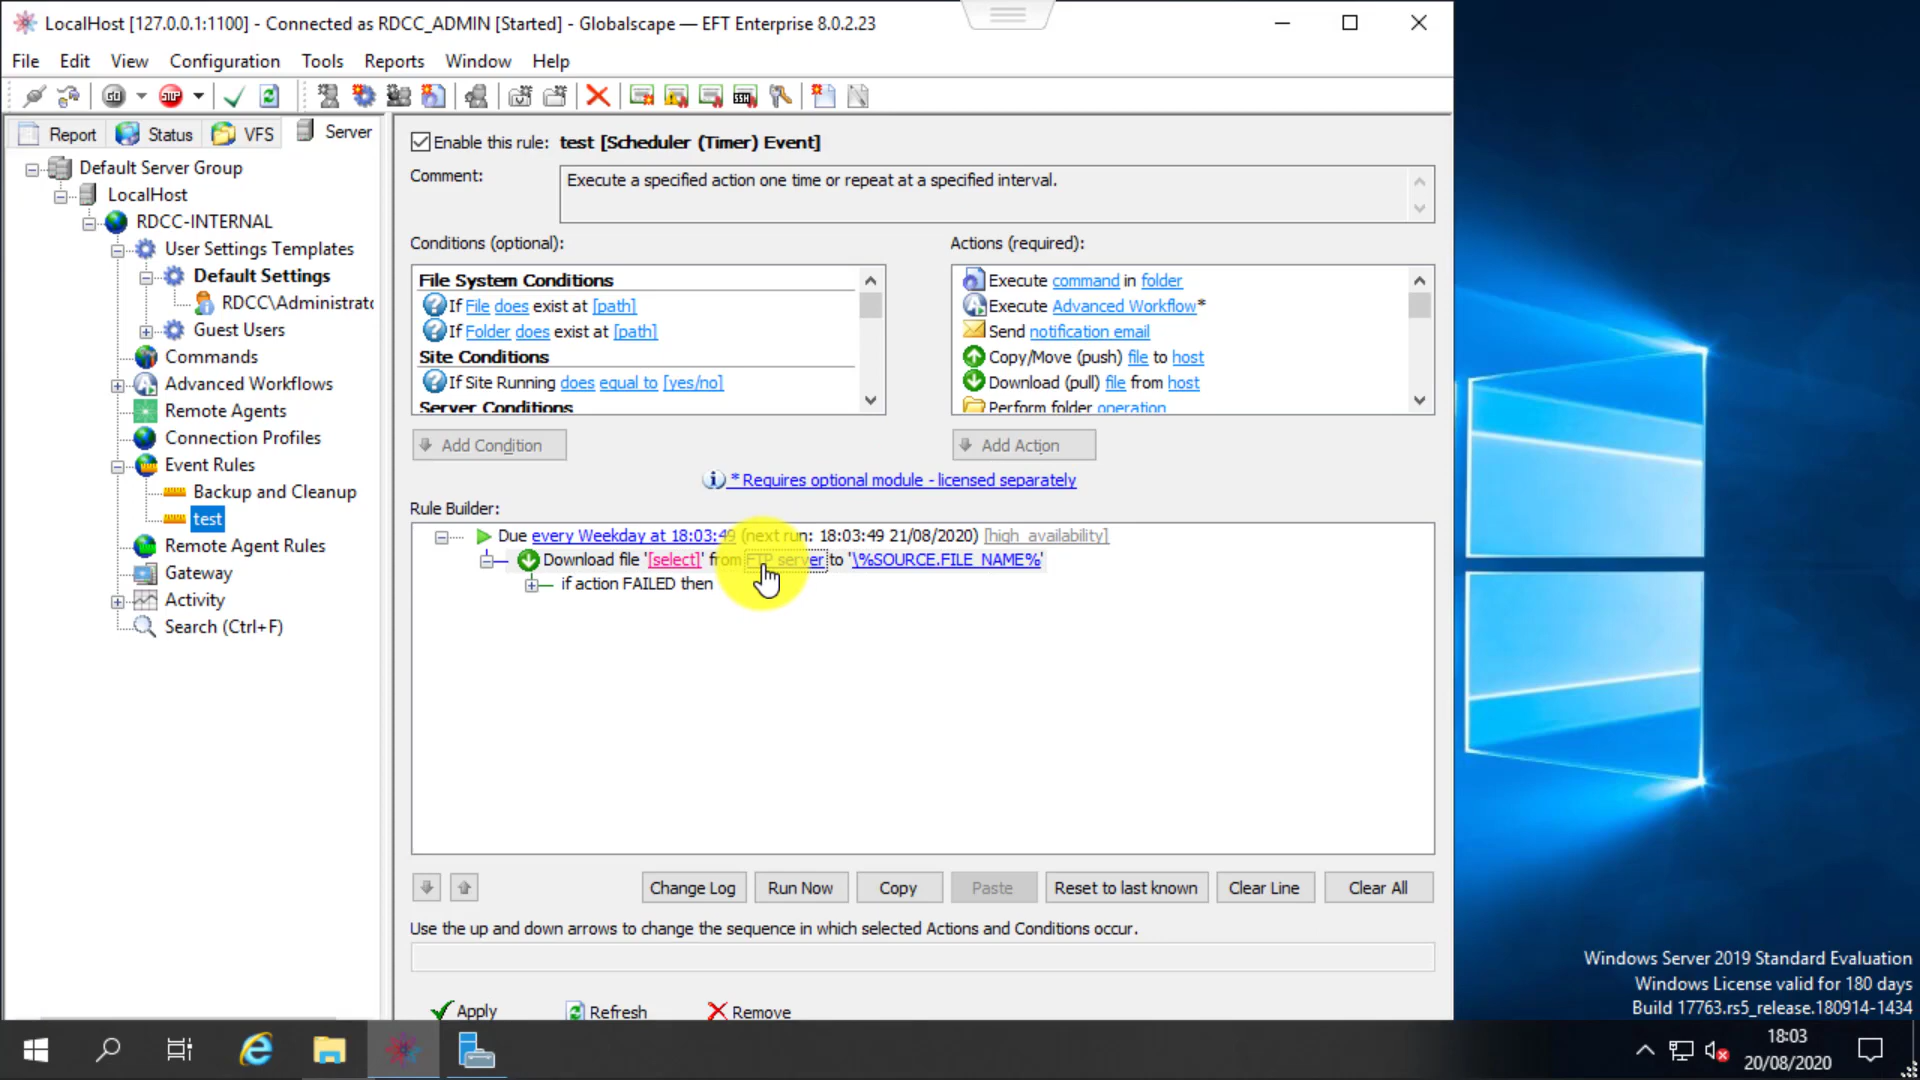 LocalHost [127.0.0.1:1100] - Connected as RDCC_ADMIN [Started] - Globalscape — EFT Enterprise 8.0.2.23
File Edit View Configuration Tools Reports Window Help
GO STOP SSH
Report Status VFS Server
Default Server Group
LocalHost
RDCC-INTERNAL
User Settings Templates
Default Settings
RDCC\Administrato
Guest Users
Commands
Advanced Workflows
Remote Agents
Connection Profiles
Event Rules
Backup and Cleanup
test
Remote Agent Rules
Gateway
Activity
Search (Ctrl+F)
Enable this rule: test [Scheduler (Timer) Event]
Comment: Execute a specified action one time or repeat at a specified interval.
Conditions (optional):
File System Conditions
If File does exist at [path]
If Folder does exist at [path]
Site Conditions
If Site Running does equal to [yes/no]
Server Conditions
Add Condition
Actions (required):
Execute command in folder
Execute Advanced Workflow*
Send notification email
Copy/Move (push) file to host
Download (pull) file from host
Perform folder operation
Add Action
* Requires optional module - licensed separately
Rule Builder:
Due every Weekday at 18:03:49 (next run: 18:03:49 21/08/2020) [high availability]
Download file '[select]' from FTP server to '\%SOURCE.FILE_NAME%'
if action FAILED then
Change Log Run Now Copy Paste Reset to last known Clear Line Clear All
Use the up and down arrows to change the sequence in which selected Actions and Conditions occur.
Apply Refresh Remove
Windows Server 2019 Standard Evaluation
Windows License valid for 180 days
Build 17763.rs5_release.180914-1434
18:03
20/08/2020